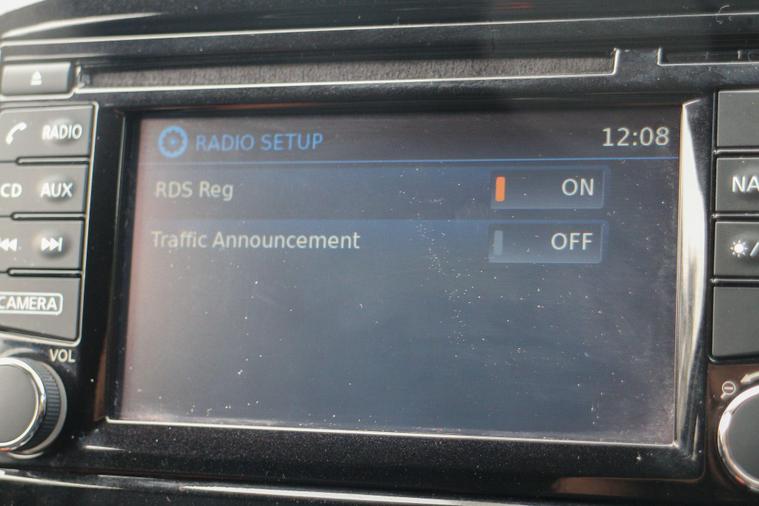 RADIO
CD AUX
CAMERA
VOL
RADIO SETUP 12:08
RDS Reg ON
Traffic Announcement OFF
NA